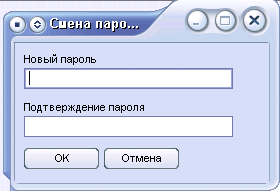 Смена паро...
Новый пароль
Подтверждение пароля
OK
Отмена